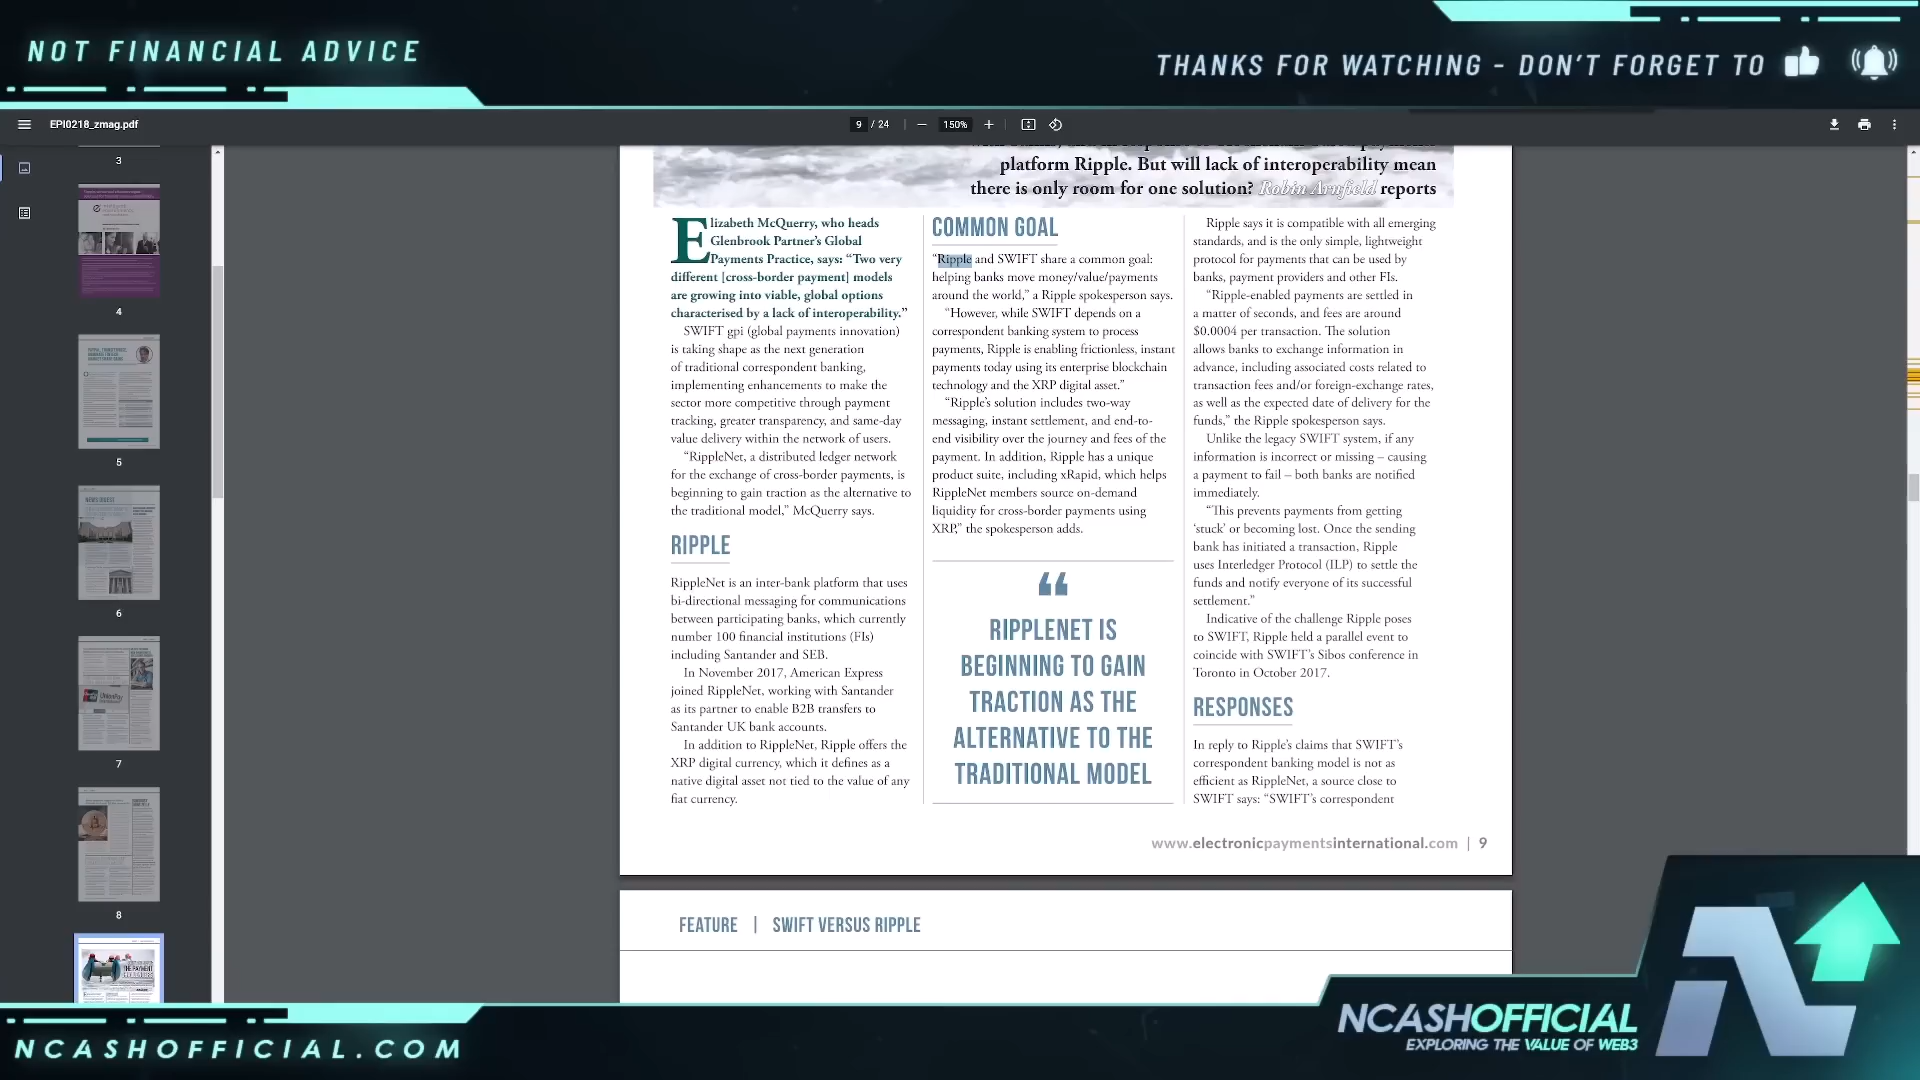 NOT FINANCIAL ADVICE
THANKS FOR WATCHING - DON'T FORGET TO
EPI0218_zmag.pdf
9 / 24
150%
3
4
5
6
7
8
platform Ripple. But will lack of interoperability mean
there is only room for one solution? Robin Arnfield reports
Elizabeth McQuerry, who heads
Glenbrook Partner's Global
Payments Practice, says: “Two very
different [cross-border payment] models
are growing into viable, global options
characterised by a lack of interoperability.”
SWIFT gpi (global payments innovation)
is taking shape as the next generation
of traditional correspondent banking,
implementing enhancements to make the
sector more competitive through payment
tracking, greater transparency, and same-day
value delivery within the network of users.
“RippleNet, a distributed ledger network
for the exchange of cross-border payments, is
beginning to gain traction as the alternative to
the traditional model,” McQuerry says.
RIPPLE
RippleNet is an inter-bank platform that uses
bi-directional messaging for communications
between participating banks, which currently
number 100 financial institutions (FIs)
including Santander and SEB.
In November 2017, American Express
joined RippleNet, working with Santander
as its partner to enable B2B transfers to
Santander UK bank accounts.
In addition to RippleNet, Ripple offers the
XRP digital currency, which it defines as a
native digital asset not tied to the value of any
fiat currency.
COMMON GOAL
“Ripple and SWIFT share a common goal:
helping banks move money/value/payments
around the world,” a Ripple spokesperson says.
“However, while SWIFT depends on a
correspondent banking system to process
payments, Ripple is enabling frictionless, instant
payments today using its enterprise blockchain
technology and the XRP digital asset.”
“Ripple's solution includes two-way
messaging, instant settlement, and end-to-
end visibility over the journey and fees of the
payment. In addition, Ripple has a unique
product suite, including xRapid, which helps
RippleNet members source on-demand
liquidity for cross-border payments using
XRP,” the spokesperson adds.
“
RIPPLENET IS
BEGINNING TO GAIN
TRACTION AS THE
ALTERNATIVE TO THE
TRADITIONAL MODEL
Ripple says it is compatible with all emerging
standards, and is the only simple, lightweight
protocol for payments that can be used by
banks, payment providers and other FIs.
“Ripple-enabled payments are settled in
a matter of seconds, and fees are around
$0.0004 per transaction. The solution
allows banks to exchange information in
advance, including associated costs related to
transaction fees and/or foreign-exchange rates,
as well as the expected date of delivery for the
funds,” the Ripple spokesperson says.
Unlike the legacy SWIFT system, if any
information is incorrect or missing – causing
a payment to fail – both banks are notified
immediately.
“This prevents payments from getting
‘stuck’ or becoming lost. Once the sending
bank has initiated a transaction, Ripple
uses Interledger Protocol (ILP) to settle the
funds and notify everyone of its successful
settlement.”
Indicative of the challenge Ripple poses
to SWIFT, Ripple held a parallel event to
coincide with SWIFT's Sibos conference in
Toronto in October 2017.
RESPONSES
In reply to Ripple's claims that SWIFT's
correspondent banking model is not as
efficient as RippleNet, a source close to
SWIFT says: “SWIFT's correspondent
www.electronicpaymentsinternational.com | 9
FEATURE | SWIFT VERSUS RIPPLE
NCASHOFFICIAL.COM
NCASHOFFICIAL
EXPLORING THE VALUE OF WEB3